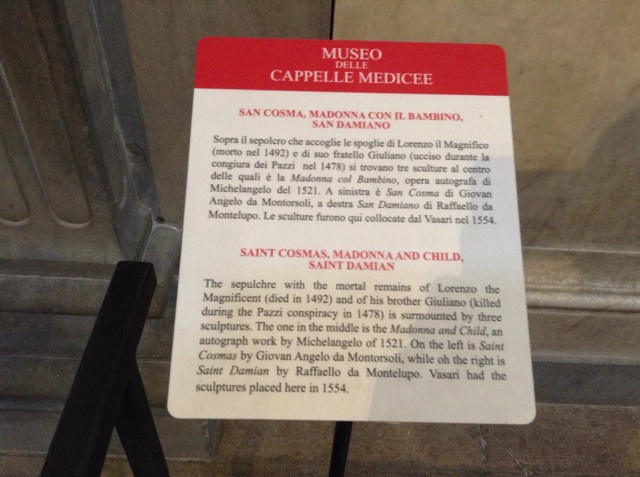 MUSEO
DELLE
CAPPELLE MEDICEE
SAN COSMA, MADONNA CON IL BAMBINO,
SAN DAMIANO
Sopra il sepolcro che accoglie le spoglie di Lorenzo il Magnifico
(morto nel 1492) e di suo fratello Giuliano (ucciso durante la
congiura dei Pazzi nel 1478) si trovano tre sculture al centro
delle quali è la Madonna col Bambino, opera autografa di
Michelangelo del 1521. A sinistra è San Cosma di Giovan
Angelo da Montorsoli, a destra San Damiano di Raffaello da
Montelupo. Le sculture furono qui collocate dal Vasari nel 1554.
SAINT COSMAS, MADONNA AND CHILD,
SAINT DAMIAN
The sepulchre with the mortal remains of Lorenzo the
Magnificent (died in 1492) and of his brother Giuliano (killed
during the Pazzi conspiracy in 1478) is surmounted by three
sculptures. The one in the middle is the Madonna and Child, an
autograph work by Michelangelo of 1521. On the left is Saint
Cosmas by Giovan Angelo da Montorsoli, while oh the right is
Saint Damian by Raffaello da Montelupo. Vasari had the
sculptures placed here in 1554.